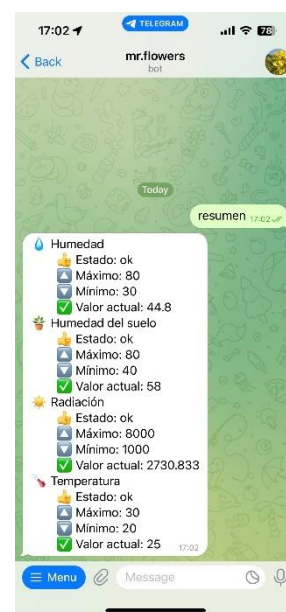 17:02
TELEGRAM
78
Back
mr.flowers
bot
Today
resumen 17:02
Humedad
Estado: ok
Máximo: 80
Mínimo: 30
Valor actual: 44.8
Humedad del suelo
Estado: ok
Máximo: 80
Mínimo: 40
Valor actual: 58
Radiación
Estado: ok
Máximo: 8000
Mínimo: 1000
Valor actual: 2730.833
Temperatura
Estado: ok
Máximo: 30
Mínimo: 20
Valor actual: 25 17:02
Menu
Message